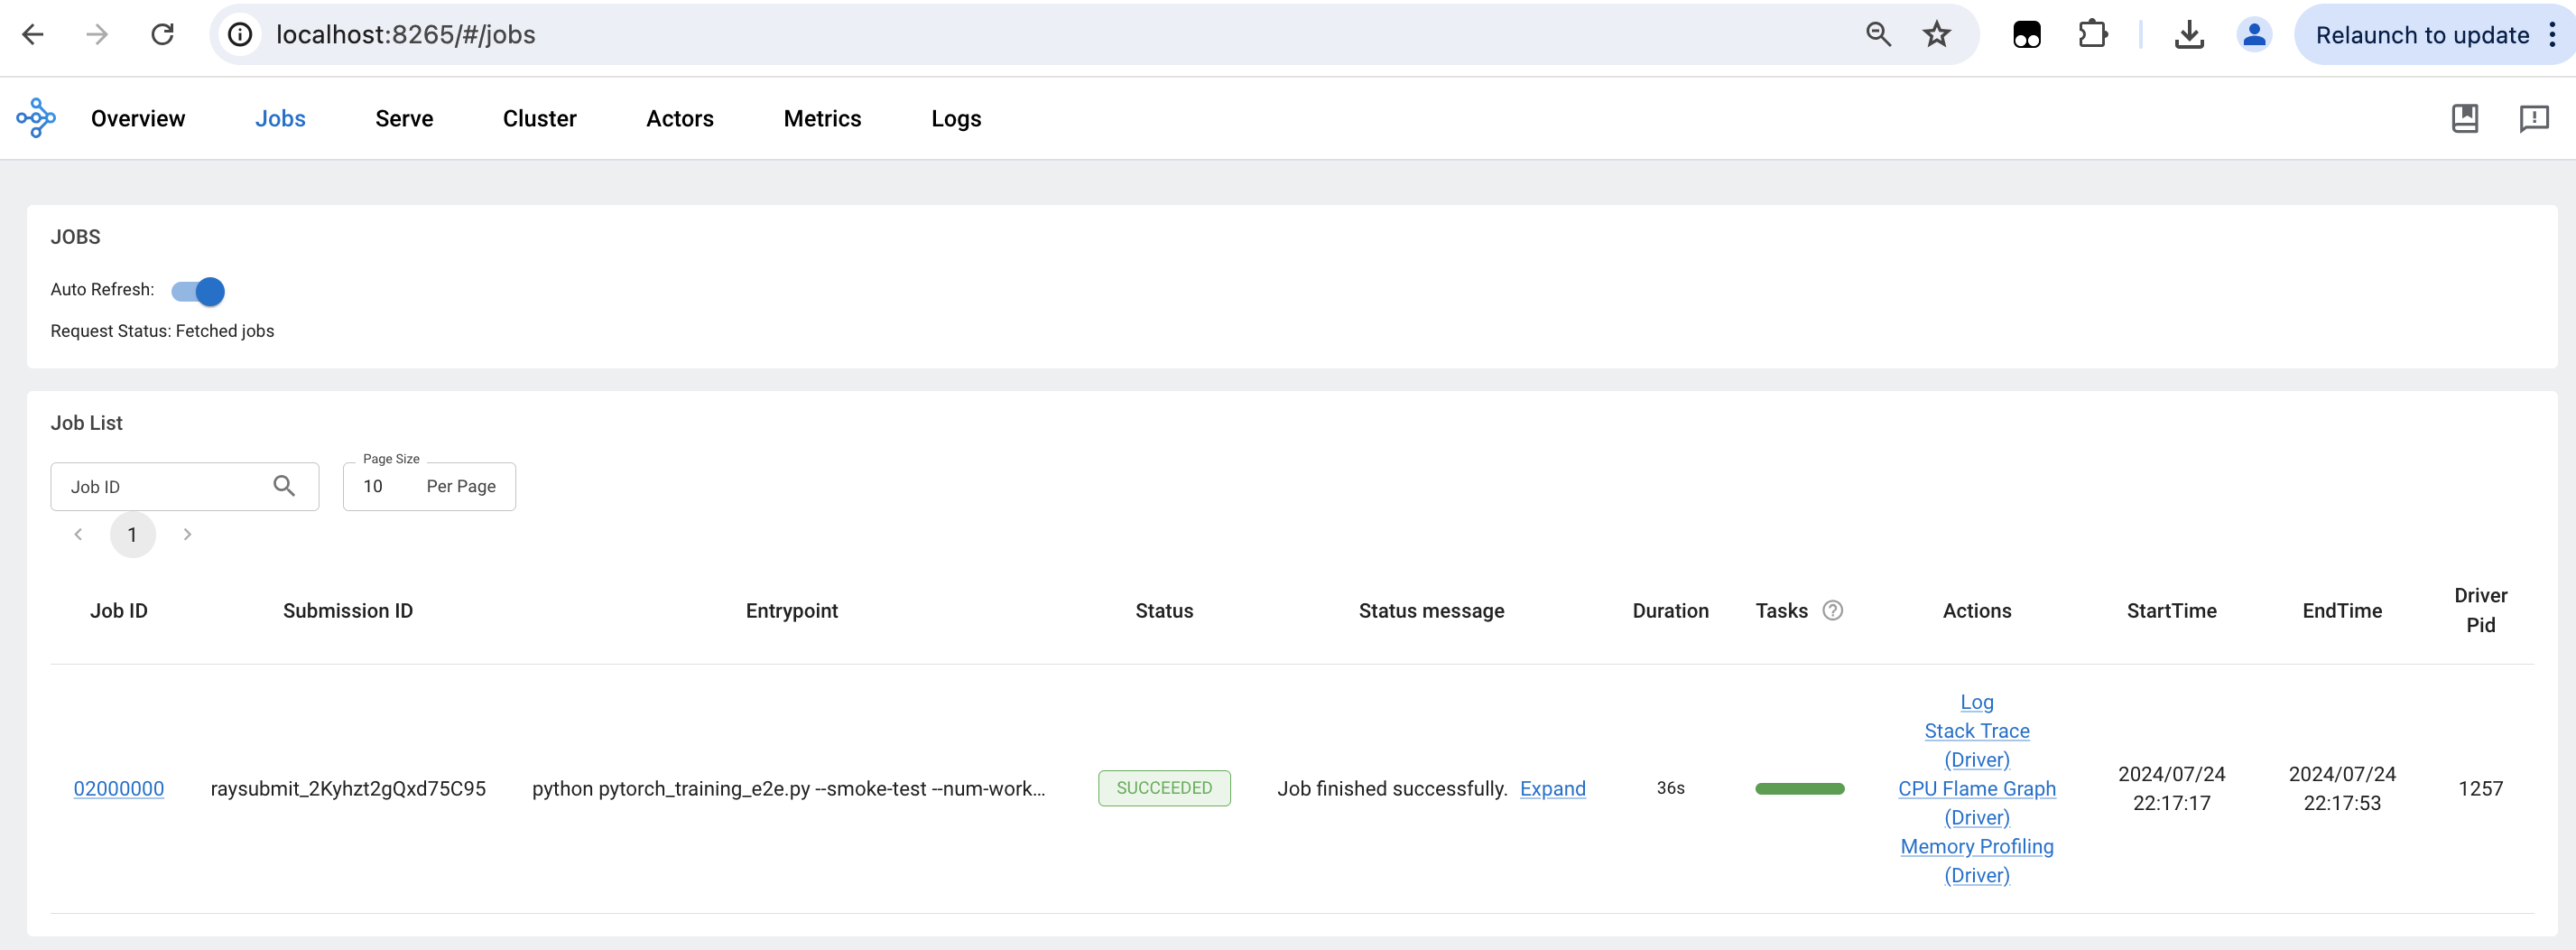 localhost:8265/#/jobs
Relaunch to update
Overview Jobs Serve Cluster Actors Metrics Logs
JOBS
Auto Refresh:
Request Status: Fetched jobs
Job List
Page Size
Job ID 10 Per Page
1
Job ID Submission ID Entrypoint Status Status message Duration Tasks Actions StartTime EndTime Driver Pid
02000000 raysubmit_2Kyhzt2gQxd75C95 python pytorch_training_e2e.py --smoke-test --num-work... SUCCEEDED Job finished successfully. Expand 36s
Log
Stack Trace
(Driver)
CPU Flame Graph
(Driver)
Memory Profiling
(Driver)
2024/07/24
22:17:17
2024/07/24
22:17:53
1257